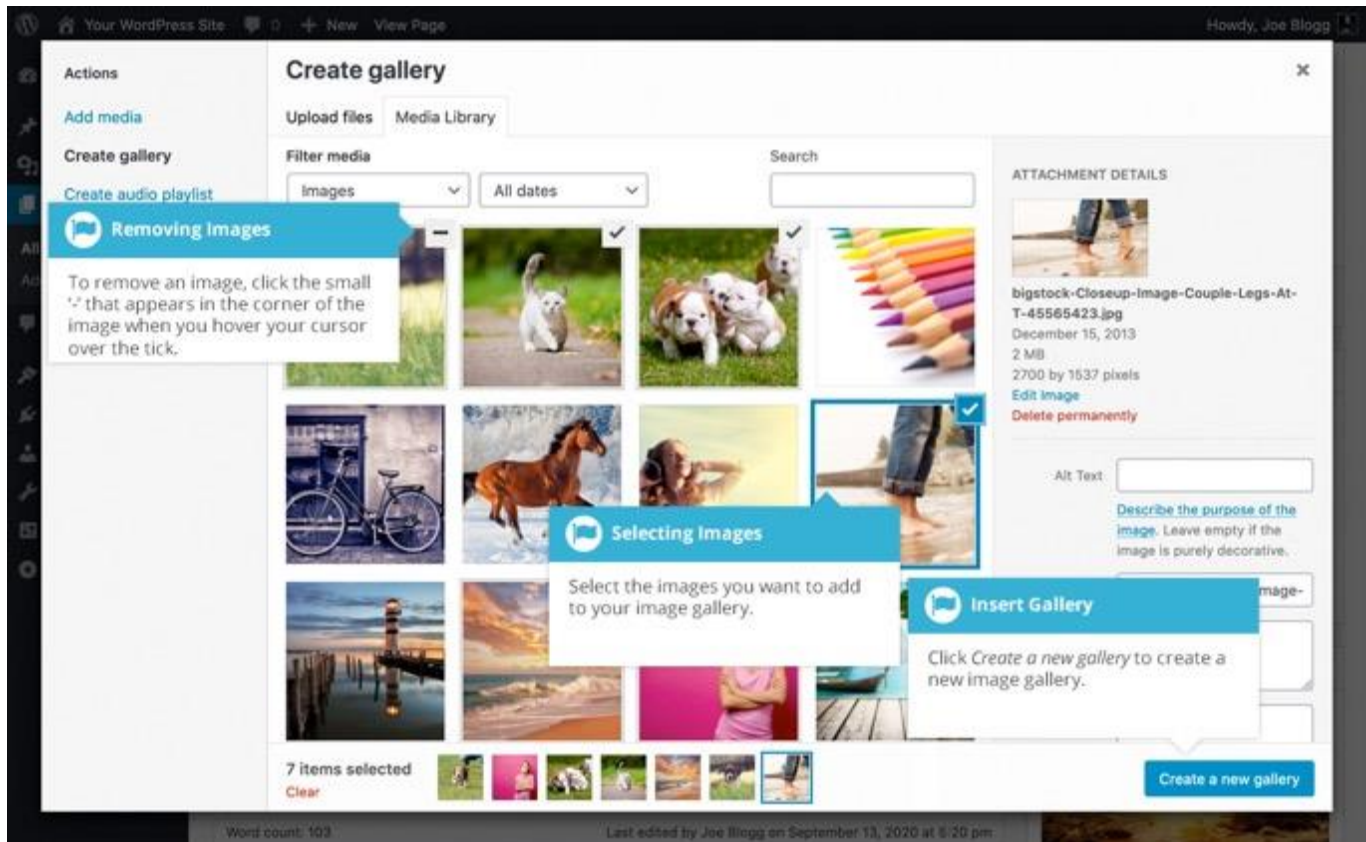 Your WordPress Site 0 + New View Page
Howdy, Joe Blogg
Actions
Add media
Create gallery
Create audio playlist
Create gallery
×
Upload files Media Library
Filter media
Images All dates
Search
Removing Images
To remove an image, click the small
'-' that appears in the corner of the
image when you hover your cursor
over the tick.
ATTACHMENT DETAILS
bigstock-Closeup-Image-Couple-Legs-At-
T-45565423.jpg
December 15, 2013
2 MB
2700 by 1537 pixels
Edit Image
Delete permanently
Alt Text
Describe the purpose of the
image. Leave empty if the
image is purely decorative.
mage-
Selecting Images
Select the images you want to add
to your image gallery.
Insert Gallery
Click Create a new gallery to create a
new image gallery.
7 items selected
Clear
Create a new gallery
Word count: 103
Last edited by Joe Blogg on September 13, 2020 at 6:20 pm